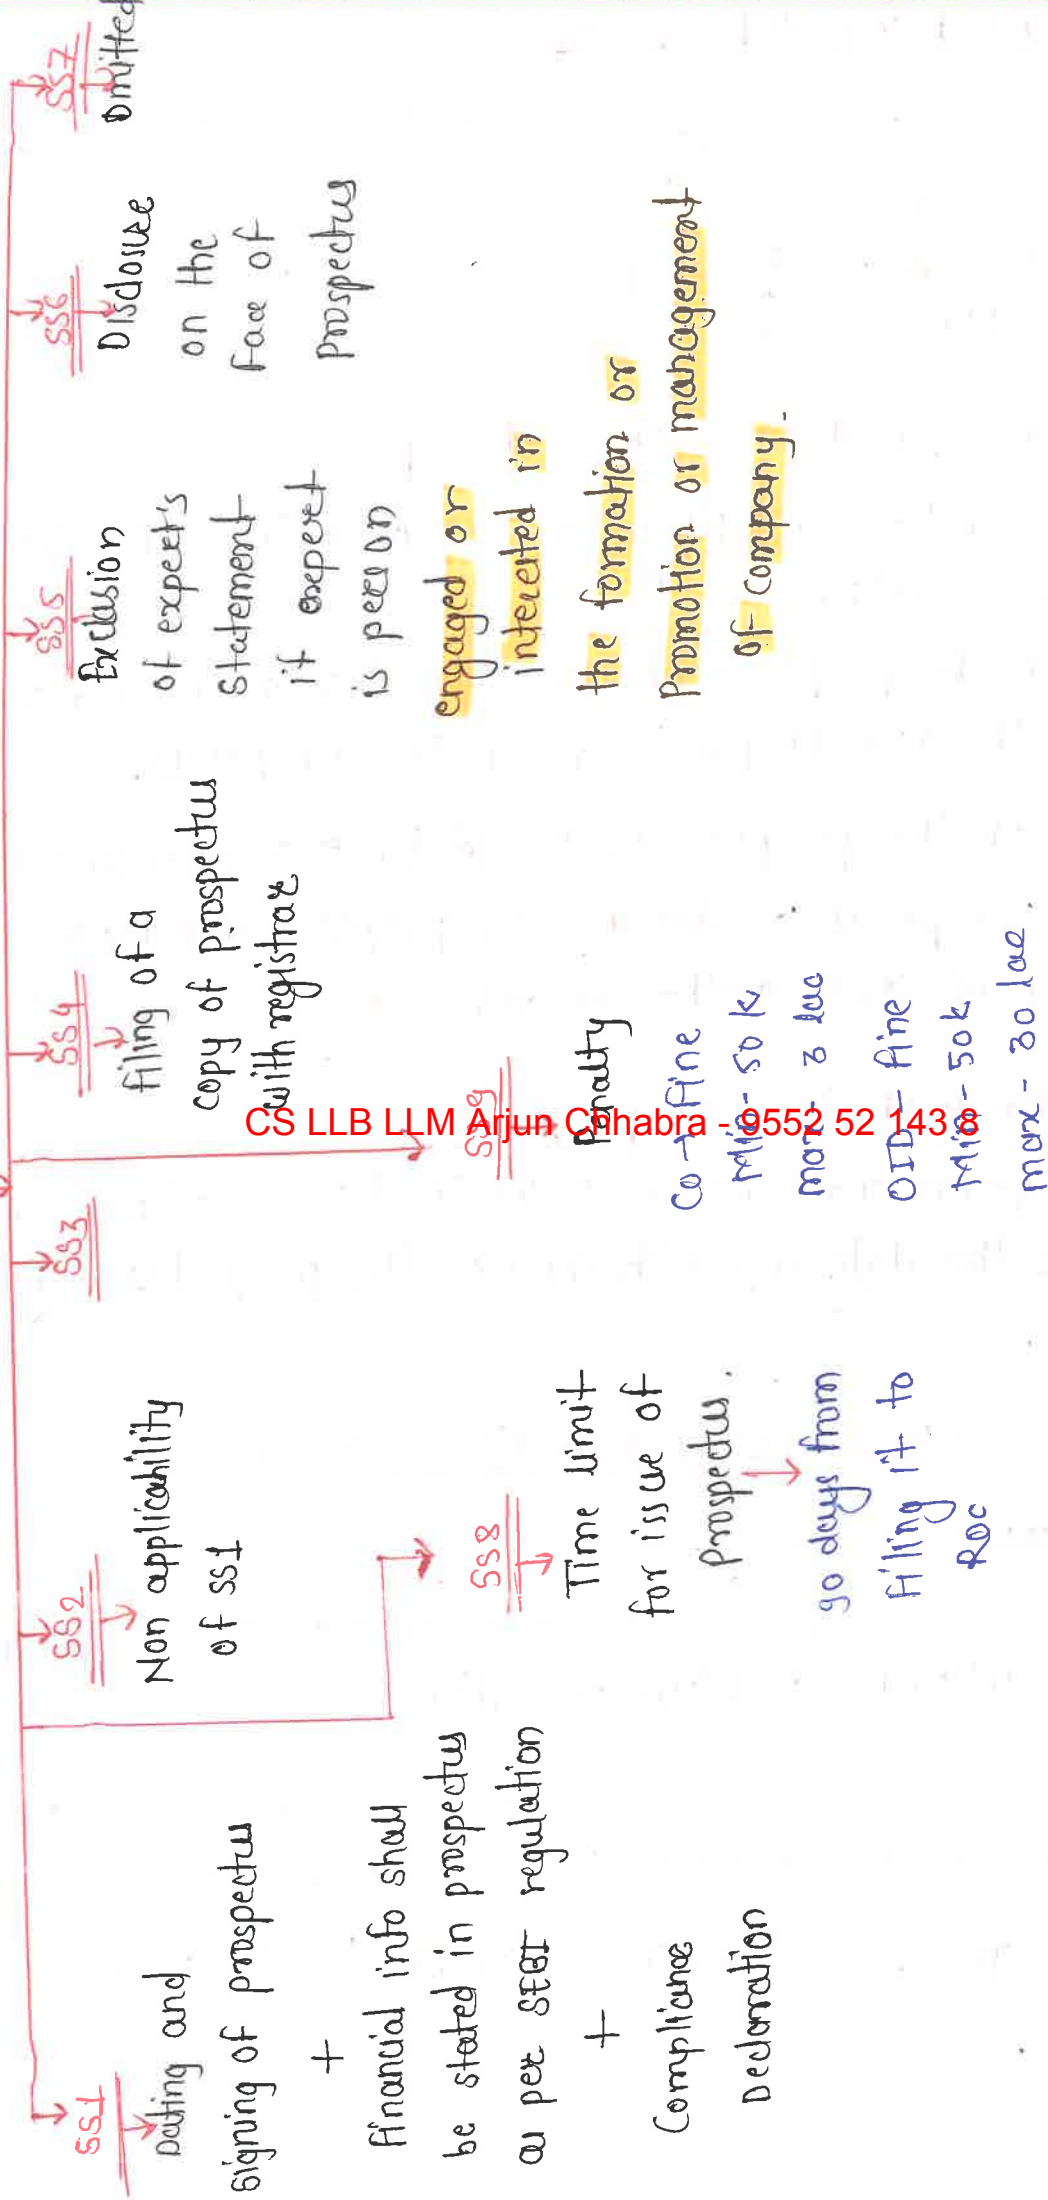 SS1
Dating and
signing of prospectus
+
financial info shall
be stated in prospectus
as per SEBI regulation
+
Compliance
Declaration
SS2
Non applicability
of SS1
SS8
Time limit
for issue of
prospectus.
90 days from
filling it to
ROC
SS3
SS4
filing of a
copy of prospectus
with registrar
SS9
Penalty
Co → fine
Min - 50 k
max - 3 lac
OID - fine
Min - 50k
max - 30 lac.
SS5
Exclusion
of expert's
statement
if expert
is person
engaged or
interested in
the formation or
Promotion or management
of company.
SS6
Disclosure
on the
face of
prospectus
SS7
Omitted
CS LLB LLM Arjun Chhabra - 9552 52 143 8